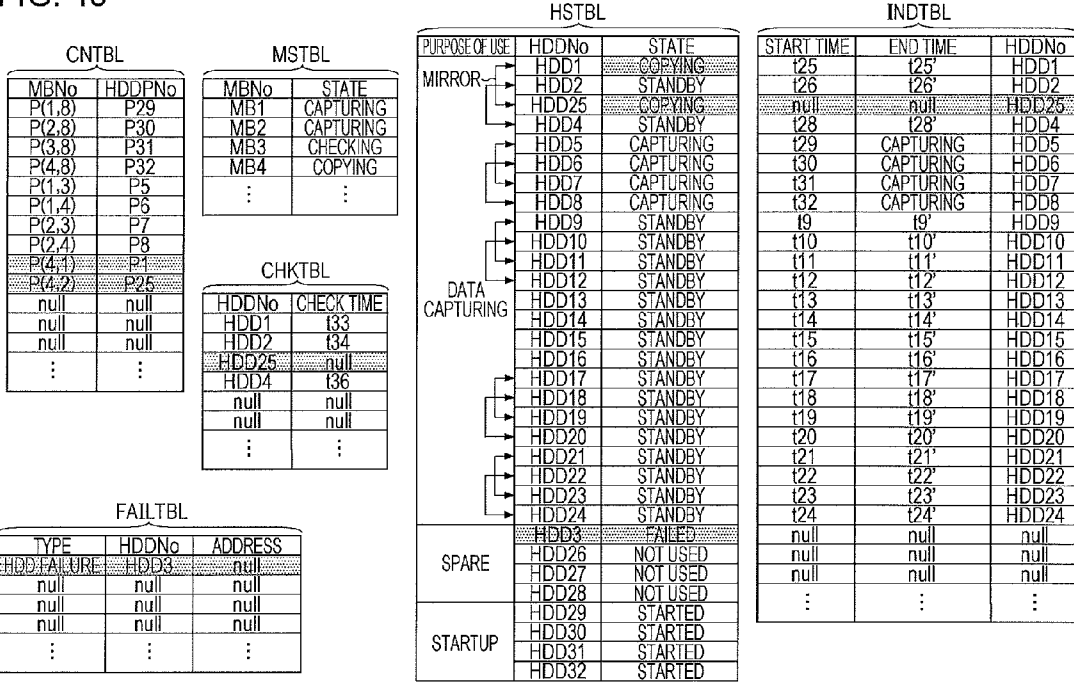 CNTBL
MBNo HDDPNo
P(1,8) P29
P(2,8) P30
P(3,8) P31
P(4,8) P32
P(1,3) P5
P(1,4) P6
P(2,3) P7
P(2,4) P8
P(4,1) P1
P(4,2) P25
null null
null null
null null
⋮ ⋮
MSTBL
MBNo STATE
MB1 CAPTURING
MB2 CAPTURING
MB3 CHECKING
MB4 COPYING
⋮ ⋮
CHKTBL
HDDNo CHECK TIME
HDD1 t33
HDD2 t34
HDD25 null
HDD4 t36
null null
null null
⋮ ⋮
FAILTBL
TYPE HDDNo ADDRESS
HDD FAILURE HDD3 null
null null null
null null null
null null null
⋮ ⋮ ⋮
HSTBL
PURPOSE OF USE HDDNo STATE
HDD1 COPYING
MIRROR HDD2 STANDBY
HDD25 COPYING
HDD4 STANDBY
HDD5 CAPTURING
HDD6 CAPTURING
HDD7 CAPTURING
HDD8 CAPTURING
HDD9 STANDBY
HDD10 STANDBY
HDD11 STANDBY
HDD12 STANDBY
DATA CAPTURING
HDD13 STANDBY
HDD14 STANDBY
HDD15 STANDBY
HDD16 STANDBY
HDD17 STANDBY
HDD18 STANDBY
HDD19 STANDBY
HDD20 STANDBY
HDD21 STANDBY
HDD22 STANDBY
HDD23 STANDBY
HDD24 STANDBY
HDD3 FAILED
SPARE HDD26 NOT USED
HDD27 NOT USED
HDD28 NOT USED
HDD29 STARTED
STARTUP HDD30 STARTED
HDD31 STARTED
HDD32 STARTED
INDTBL
START TIME END TIME HDDNo
t25 t25' HDD1
t26 t26' HDD2
null null HDD25
t28 t28' HDD4
t29 CAPTURING HDD5
t30 CAPTURING HDD6
t31 CAPTURING HDD7
t32 CAPTURING HDD8
t9 t9' HDD9
t10 t10' HDD10
t11 t11' HDD11
t12 t12' HDD12
t13 t13' HDD13
t14 t14' HDD14
t15 t15' HDD15
t16 t16' HDD16
t17 t17' HDD17
t18 t18' HDD18
t19 t19' HDD19
t20 t20' HDD20
t21 t21' HDD21
t22 t22' HDD22
t23 t23' HDD23
t24 t24' HDD24
null null null
null null null
null null null
⋮ ⋮ ⋮